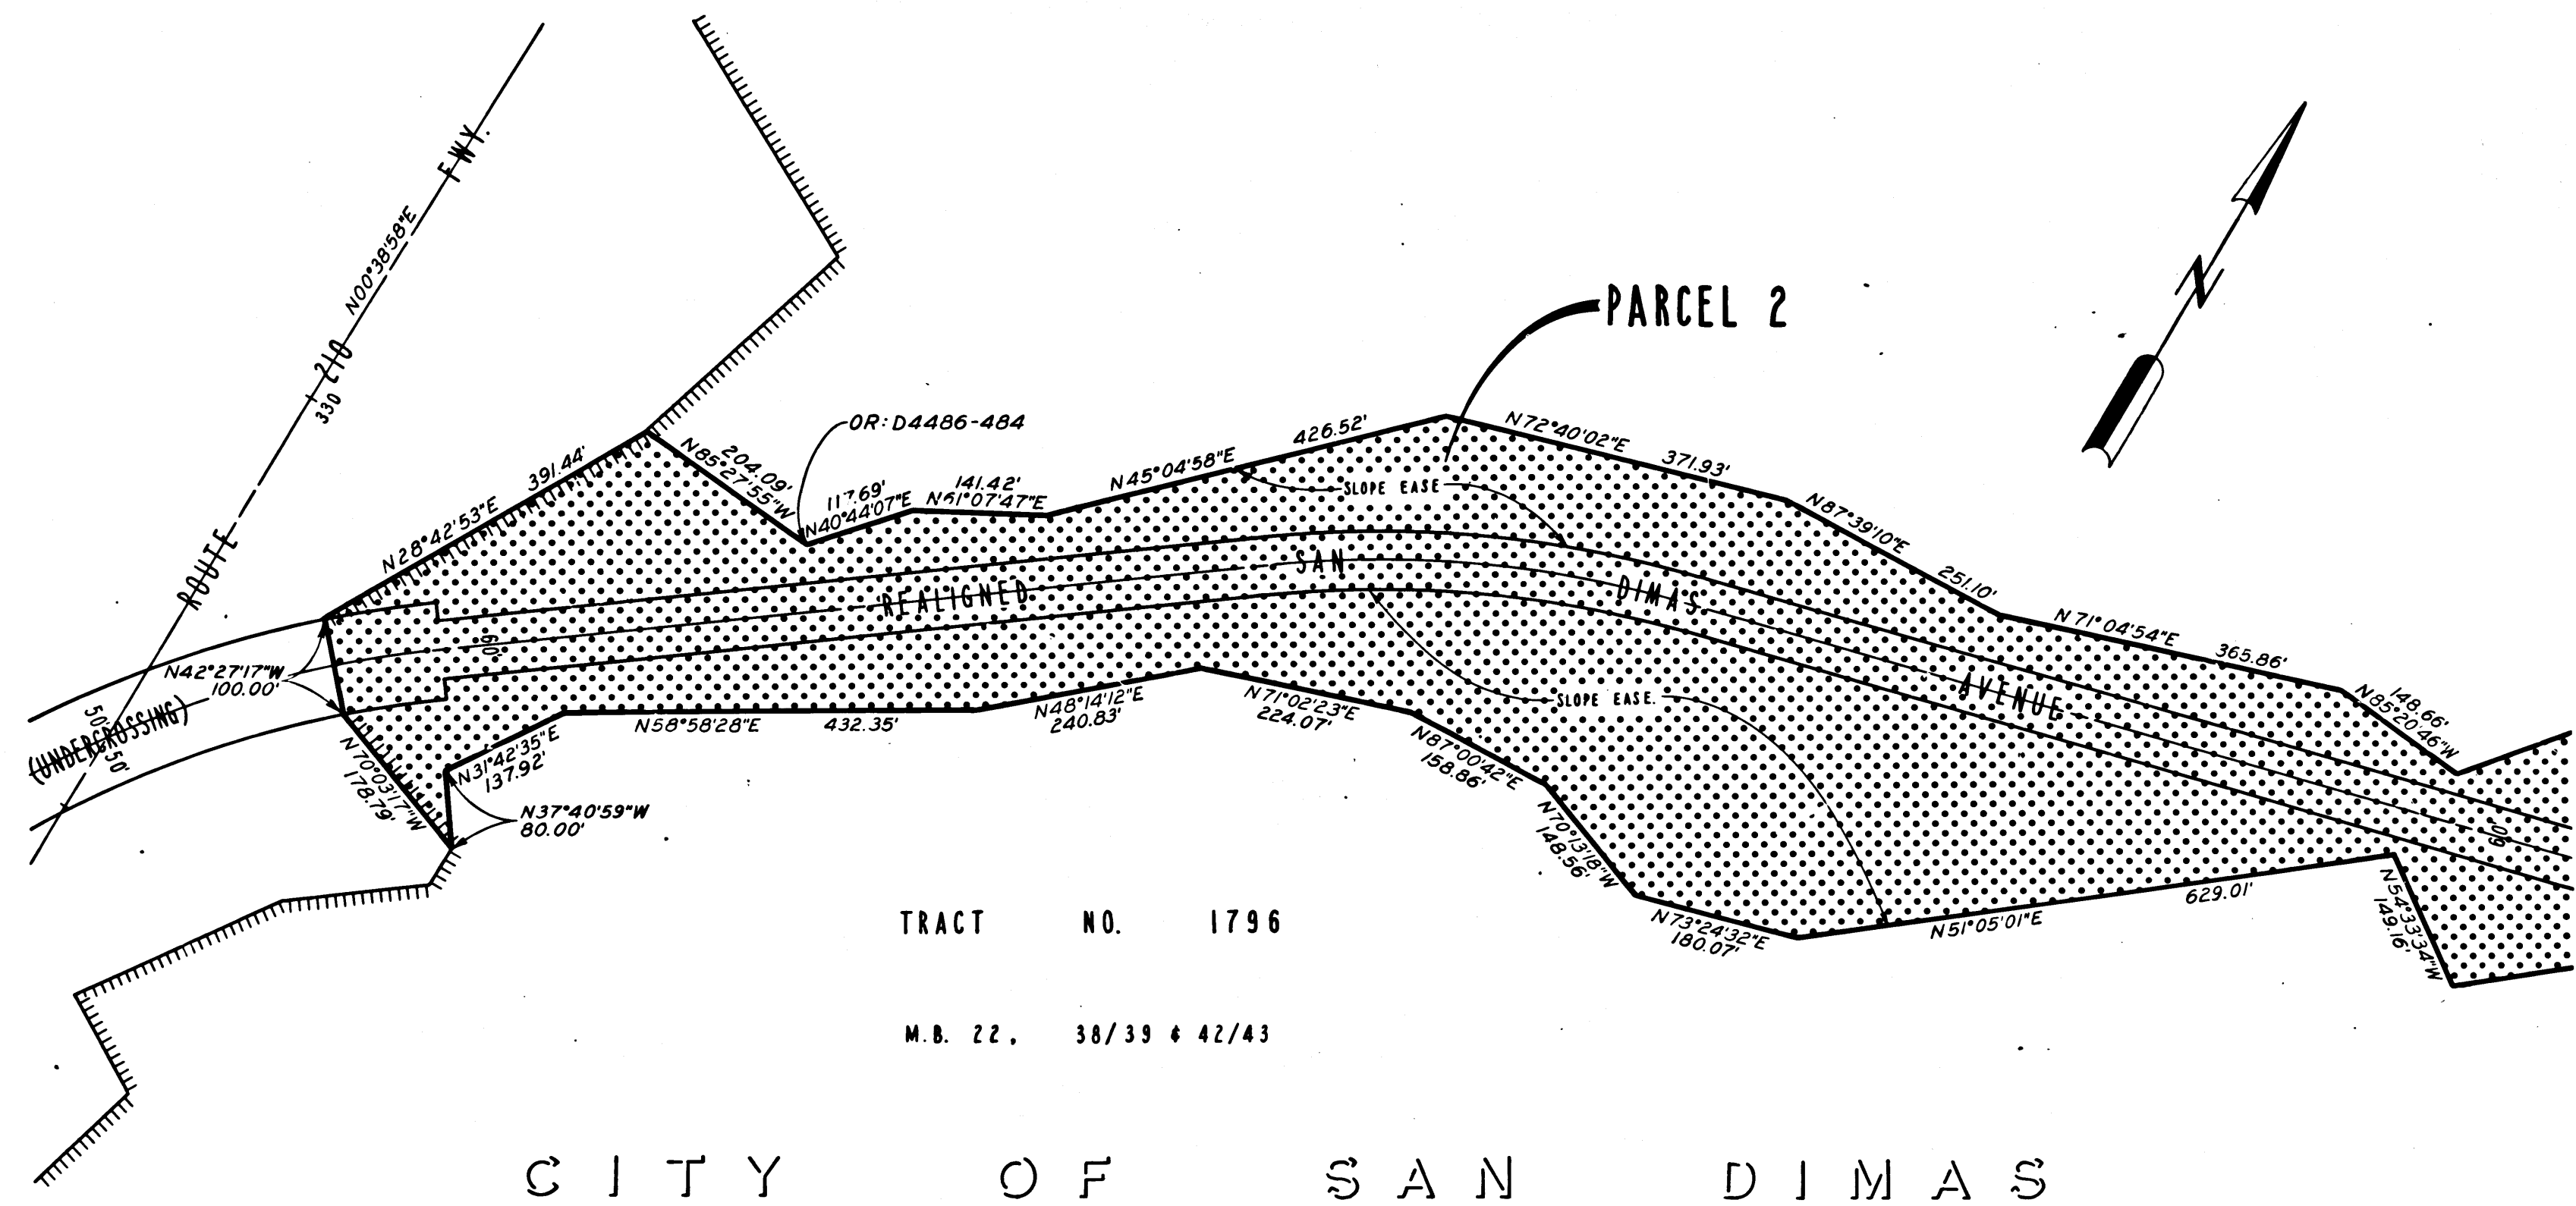 ROUTE 210 FWY.
N00°38'58"E
330
N
PARCEL 2
OR: D4486-484
N28°42'53"E 391.44'
204.09'
N85°27'55"W
117.69'
N40°44'07"E
141.42'
N61°07'47"E
N45°04'58"E 426.52'
N72°40'02"E 371.93'
N87°39'10"E 251.10'
N71°04'54"E 365.86'
148.66'
N85°20'46"W
SLOPE EASE
REALIGNED SAN DIMAS AVENUE
60'
60'
SLOPE EASE.
N42°27'17"W
100.00'
50'
50'
(UNDERCROSSING)
N70°03'17"W
178.79'
N31°42'35"E
137.92'
N37°40'59"W
80.00'
N58°58'28"E 432.35'
N48°14'12"E
240.83'
N71°02'23"E
224.07'
N87°00'42"E
158.86'
N70°13'18"W
148.56'
N73°24'32"E
180.07'
N51°05'01"E 629.01'
N54°33'34"W
149.16'
TRACT NO. 1796
M.B. 22, 38/39 & 42/43
CITY OF SAN DIMAS